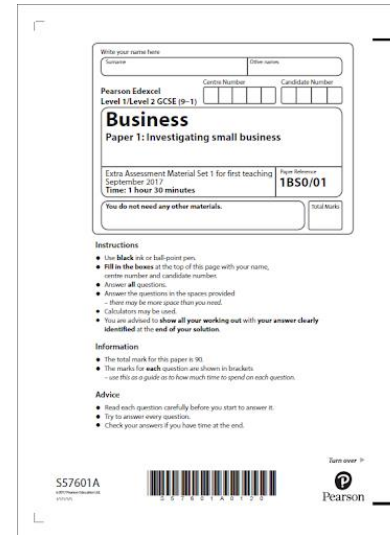 Write your name here
Surname
Other names
Centre Number
Candidate Number
Pearson Edexcel
Level 1/Level 2 GCSE (9–1)
Business
Paper 1: Investigating small business
Extra Assessment Material Set 1 for first teaching
September 2017
Time: 1 hour 30 minutes
Paper Reference
1BS0/01
You do not need any other materials.
Total Marks
Instructions
● Use black ink or ball-point pen.
● Fill in the boxes at the top of this page with your name,
centre number and candidate number.
● Answer all questions.
● Answer the questions in the spaces provided
– there may be more space than you need.
● Calculators may be used.
● You are advised to show all your working out with your answer clearly
identified at the end of your solution.
Information
● The total mark for this paper is 90.
● The marks for each question are shown in brackets
– use this as a guide as to how much time to spend on each question.
Advice
● Read each question carefully before you start to answer it.
● Try to answer every question.
● Check your answers if you have time at the end.
Turn over
S57601A
©2017 Pearson Education Ltd.
S57601A0120
Pearson